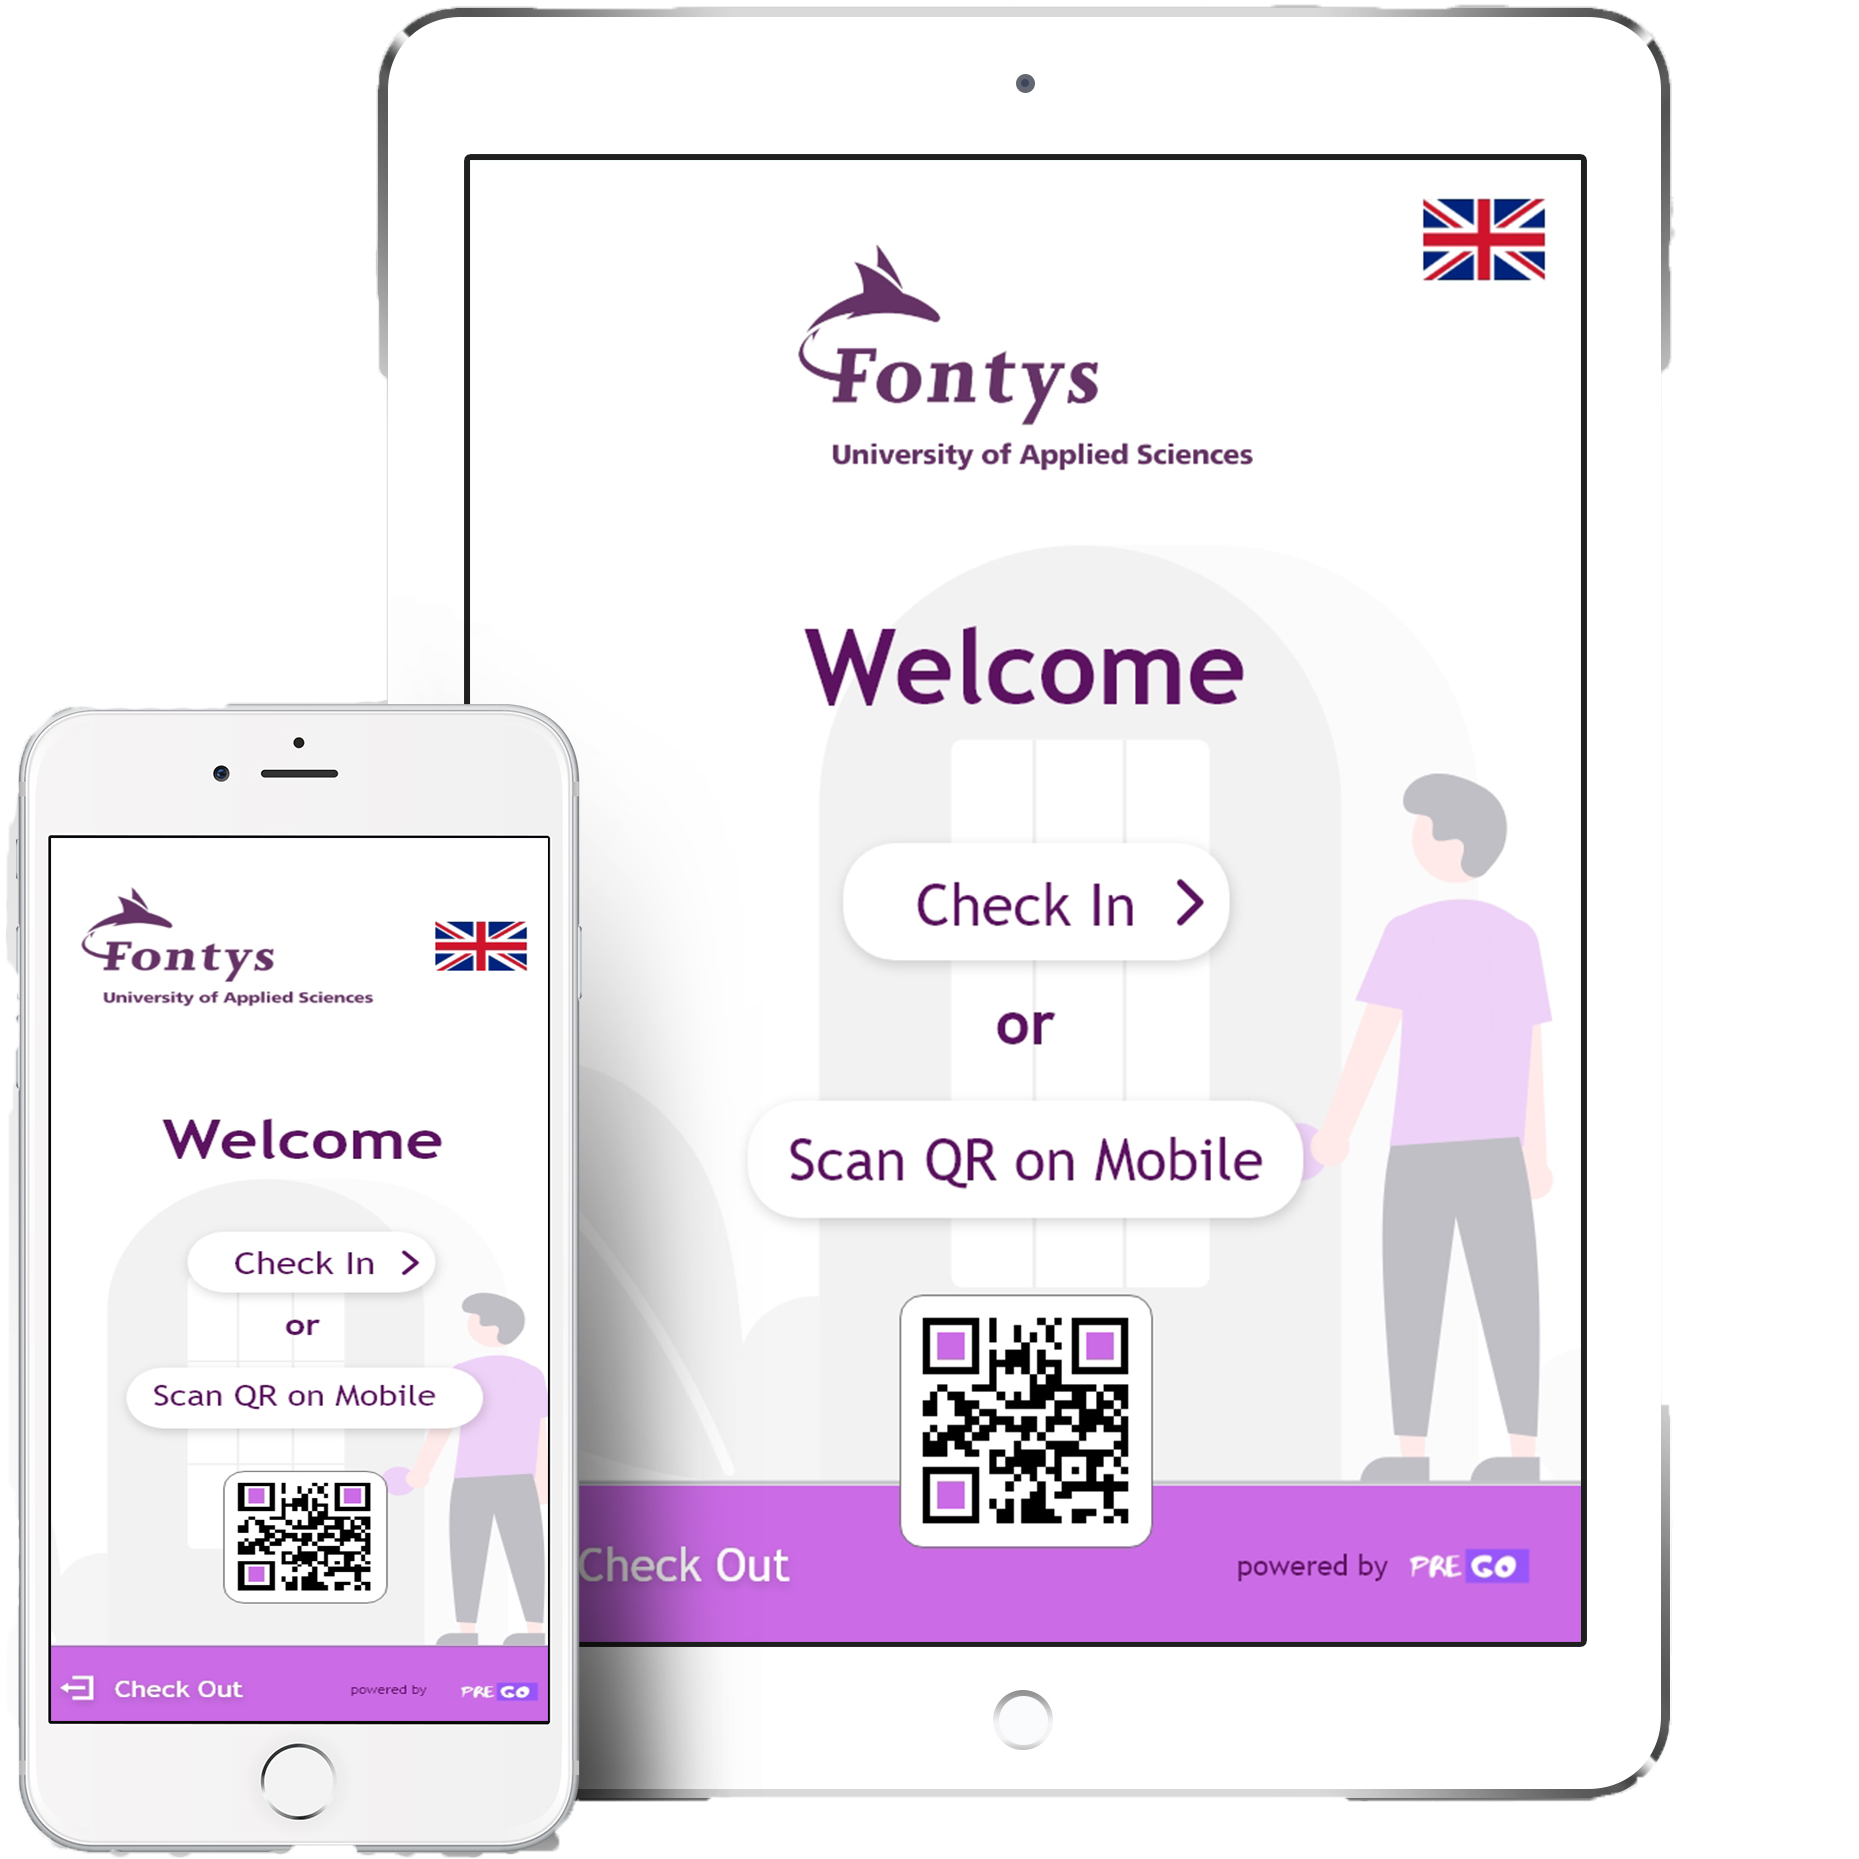 Fontys
University of Applied Sciences
Welcome
Check In
or
Scan QR on Mobile
Check Out
powered by PRE GO
Fontys
University of Applied Sciences
Welcome
Check In
or
Scan QR on Mobile
Check Out
powered by PRE GO